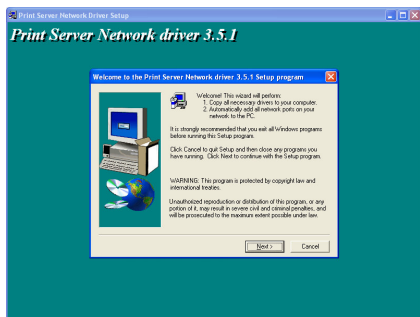 Print Server Network Driver Setup
Print Server Network driver 3.5.1
Welcome to the Print Server Network driver 3.5.1 Setup program
Welcome! This wizard will perform:
1. Copy all necessary drivers to your computer.
2. Automatically add all network ports on your
network to the PC.
It is strongly recommended that you exit all Windows programs
before running this Setup program.
Click Cancel to quit Setup and then close any programs you
have running. Click Next to continue with the Setup program.
WARNING: This program is protected by copyright law and
international treaties.
Unauthorized reproduction or distribution of this program, or any
portion of it, may result in severe civil and criminal penalties, and
will be prosecuted to the maximum extent possible under law.
Next >
Cancel